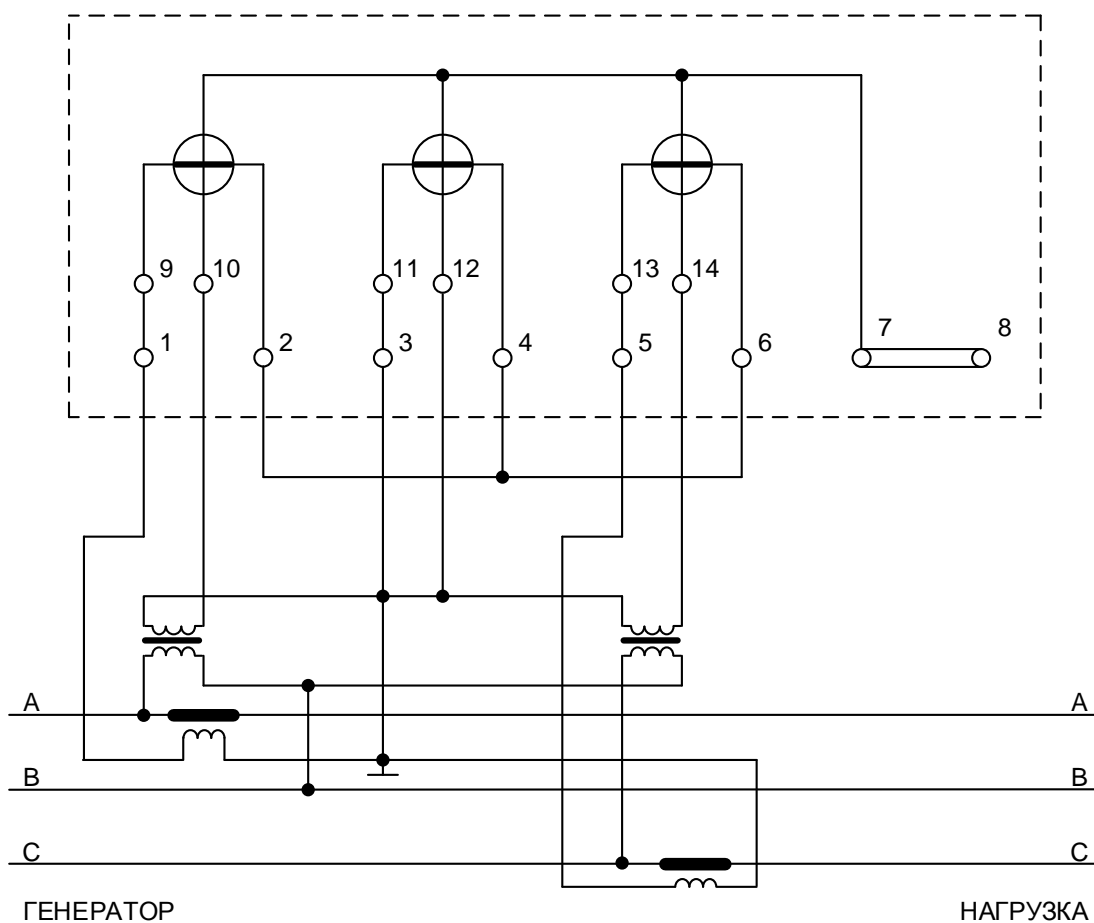 9 10 11 12 13 14
1 2 3 4 5 6 7 8
А А
В В
С С
ГЕНЕРАТОР НАГРУЗКА